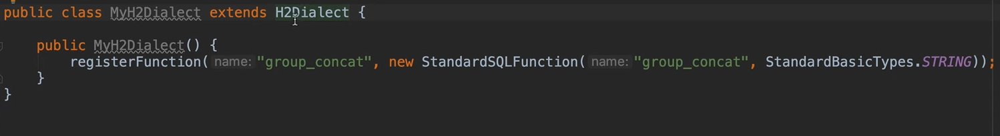 public class MyH2Dialect extends H2Dialect {
public MyH2Dialect() {
registerFunction( name: "group_concat", new StandardSQLFunction( name: "group_concat", StandardBasicTypes.STRING));
}
}